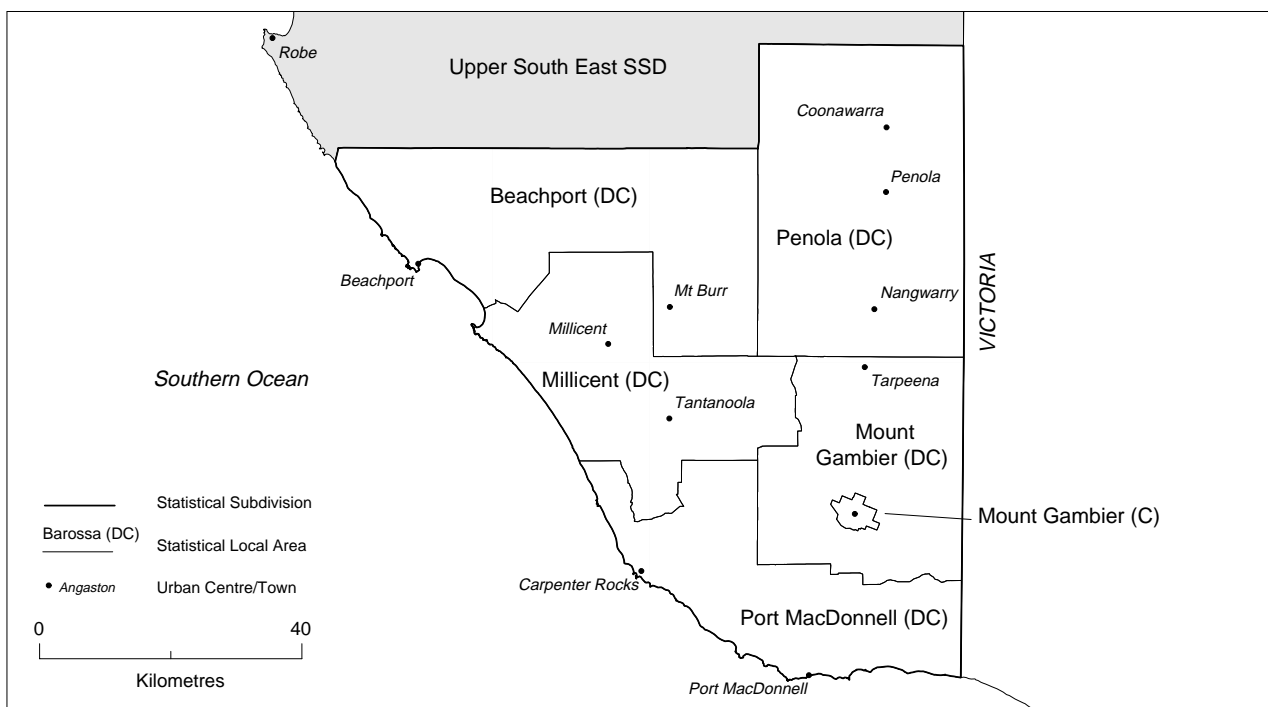 Robe
Upper South East SSD
Coonawarra
Penola
Beachport (DC)
Penola (DC)
VICTORIA
Beachport
Mt Burr
Nangwarry
Millicent
Southern Ocean
Millicent (DC)
Tarpeena
Tantanoola
Mount
Gambier (DC)
Statistical Subdivision
Mount Gambier (C)
Barossa (DC)
Statistical Local Area
Angaston
Urban Centre/Town
Carpenter Rocks
Port MacDonnell (DC)
0
40
Kilometres
Port MacDonnell